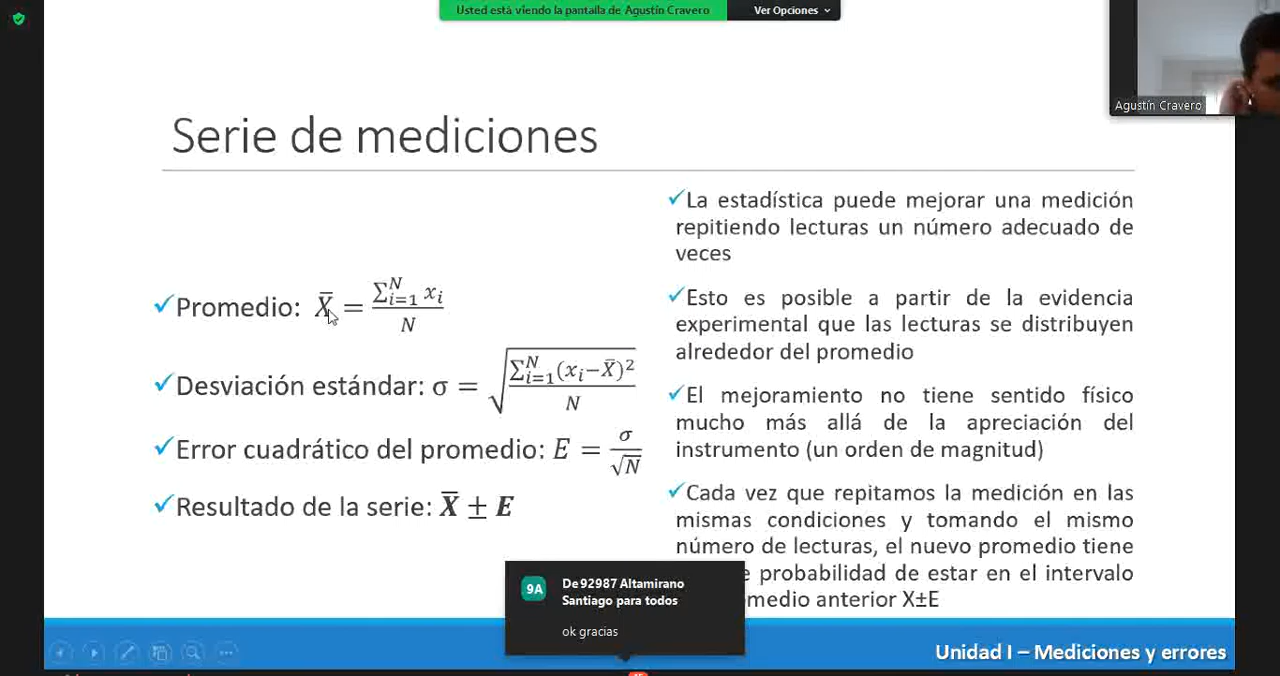 Usted está viendo la pantalla de Agustín Cravero
Ver Opciones
Agustín Cravero
Serie de mediciones
Promedio: X̄ = ∑ᵢ₌₁ᴺ xᵢ / N
Desviación estándar: σ = √(∑ᵢ₌₁ᴺ(xᵢ−X̄)² / N)
Error cuadrático del promedio: E = σ / √N
Resultado de la serie: X̄ ± E
La estadística puede mejorar una medición
repitiendo lecturas un número adecuado de
veces
Esto es posible a partir de la evidencia
experimental que las lecturas se distribuyen
alrededor del promedio
El mejoramiento no tiene sentido físico
mucho más allá de la apreciación del
instrumento (un orden de magnitud)
Cada vez que repitamos la medición en las
mismas condiciones y tomando el mismo
número de lecturas, el nuevo promedio tiene
probabilidad de estar en el intervalo
anterior X±E
9A
De 92987 Altamirano
Santiago para todos
ok gracias
Unidad I – Mediciones y errores